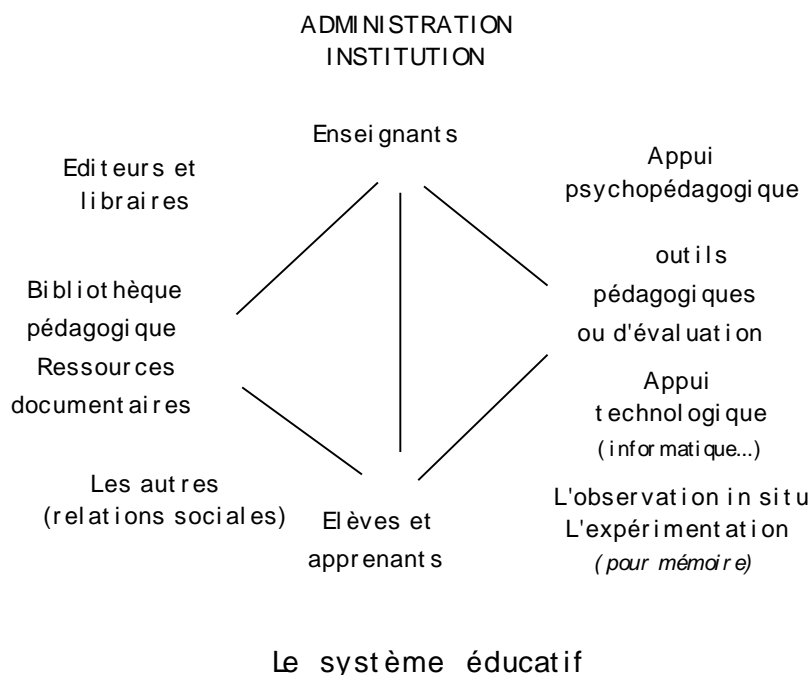 ADMINISTRATION
INSTITUTION
Enseignants
Editeurs et
libraires
Appui
psychopédagogique
Bibliothèque
pédagogique
Ressources
documentaires
outils
pédagogiques
ou d'évaluation
Appui
technologique
(informatique...)
Les autres
(relations sociales)
Elèves et
apprenants
L'observation in situ
L'expérimentation
(pour mémoire)
Le système éducatif